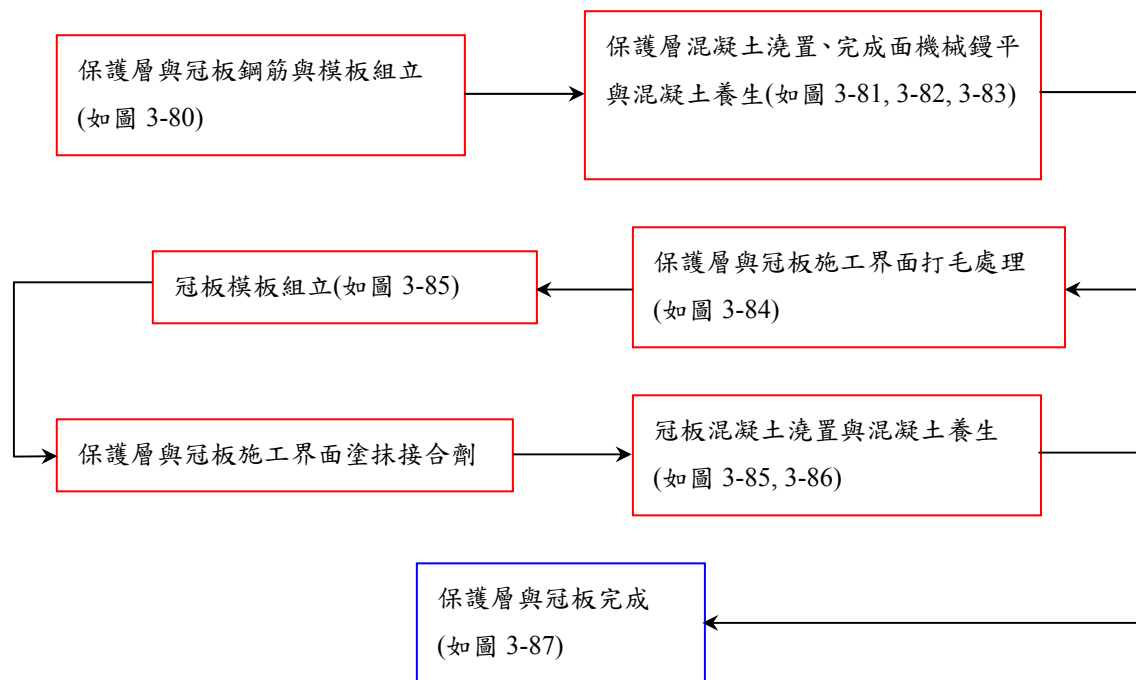 保護層與冠板鋼筋與模板組立
(如圖 3-80)
保護層混凝土澆置、完成面機械鏝平
與混凝土養生(如圖 3-81, 3-82, 3-83)
保護層與冠板施工界面打毛處理
(如圖 3-84)
冠板模板組立(如圖 3-85)
保護層與冠板施工界面塗抹接合劑
冠板混凝土澆置與混凝土養生
(如圖 3-85, 3-86)
保護層與冠板完成
(如圖 3-87)